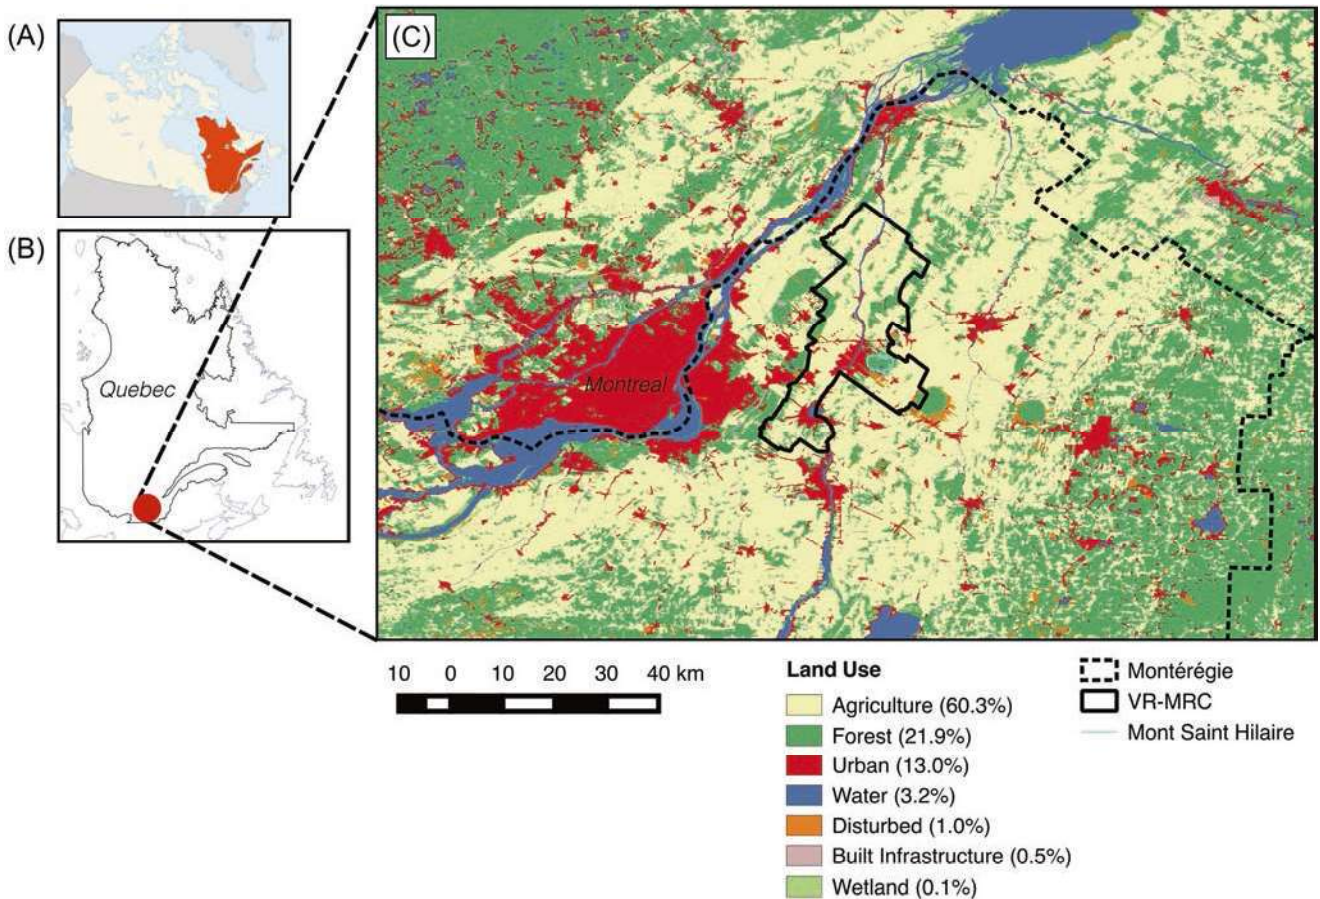 (A)
(B)
Quebec
(C)
Montreal
10 0 10 20 30 40 km
Land Use
Agriculture (60.3%)
Forest (21.9%)
Urban (13.0%)
Water (3.2%)
Disturbed (1.0%)
Built Infrastructure (0.5%)
Wetland (0.1%)
Montérégie
VR-MRC
Mont Saint Hilaire